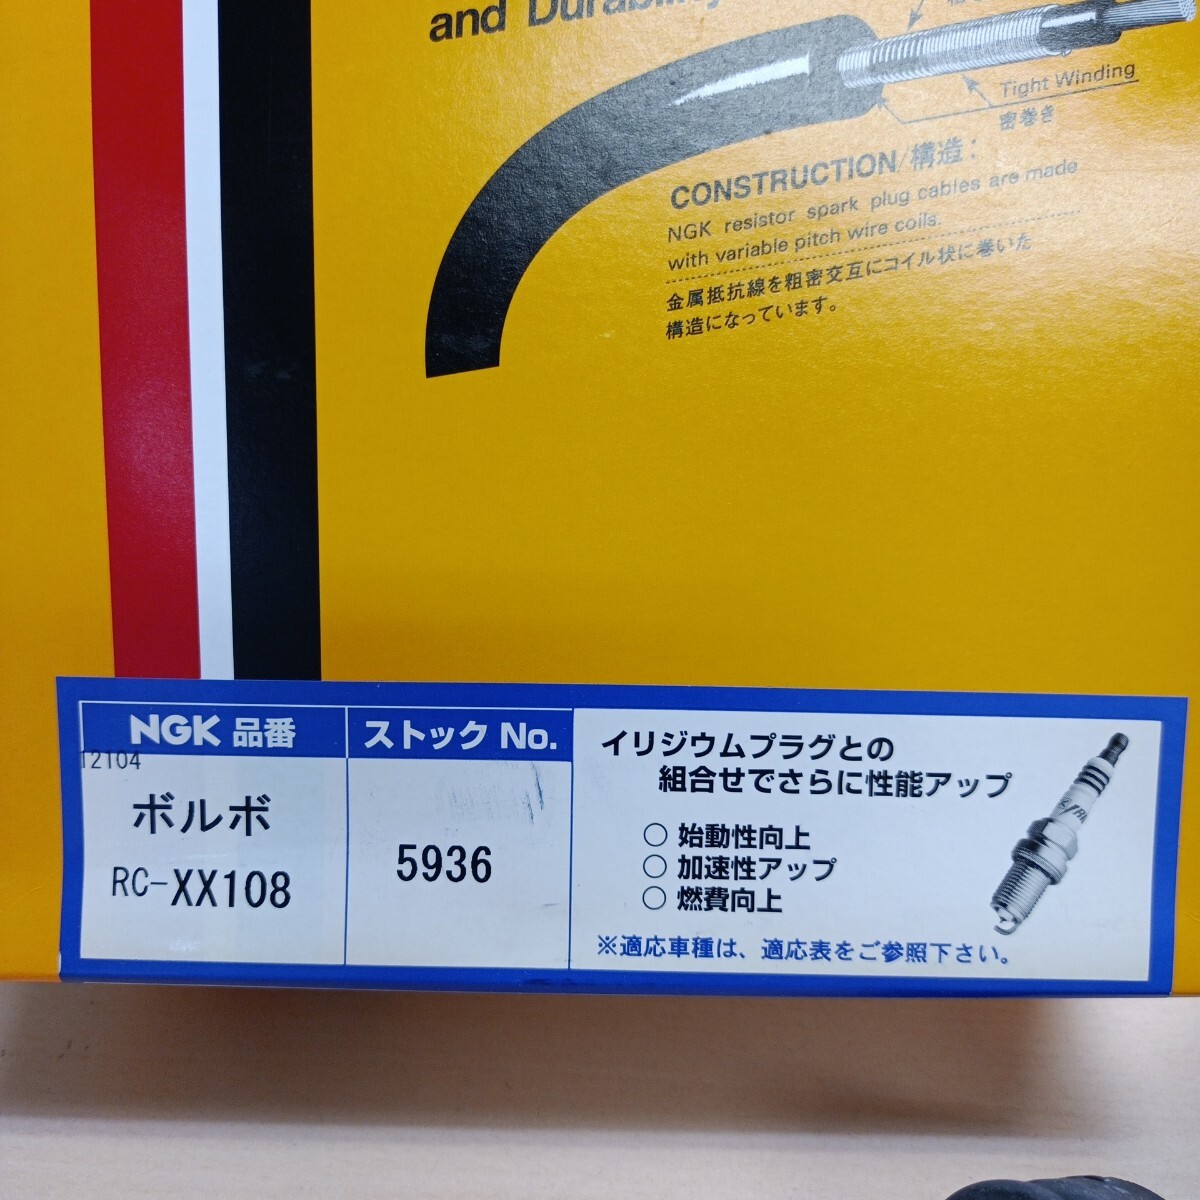 and Durability
Tight Winding
密巻き
CONSTRUCTION/構造:
NGK resistor spark plug cables are made
with variable pitch wire coils.
金属抵抗線を粗密交互にコイル状に巻いた
構造になっています。
NGK 品番
ストック No.
12104
ボルボ
RC-XX108
5936
イリジウムプラグとの
組合せでさらに性能アップ
○ 始動性向上
○ 加速性アップ
○ 燃費向上
※適応車種は、適応表をご参照下さい。